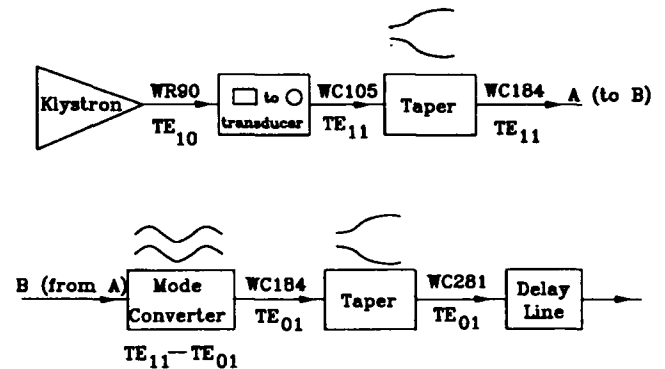 Klystron
WR90
TE10
to
transducer
WC105
TE11
Taper
WC184
TE11
A (to B)
B (from A)
Mode
Converter
TE11—TE01
WC184
TE01
Taper
WC281
TE01
Delay
Line